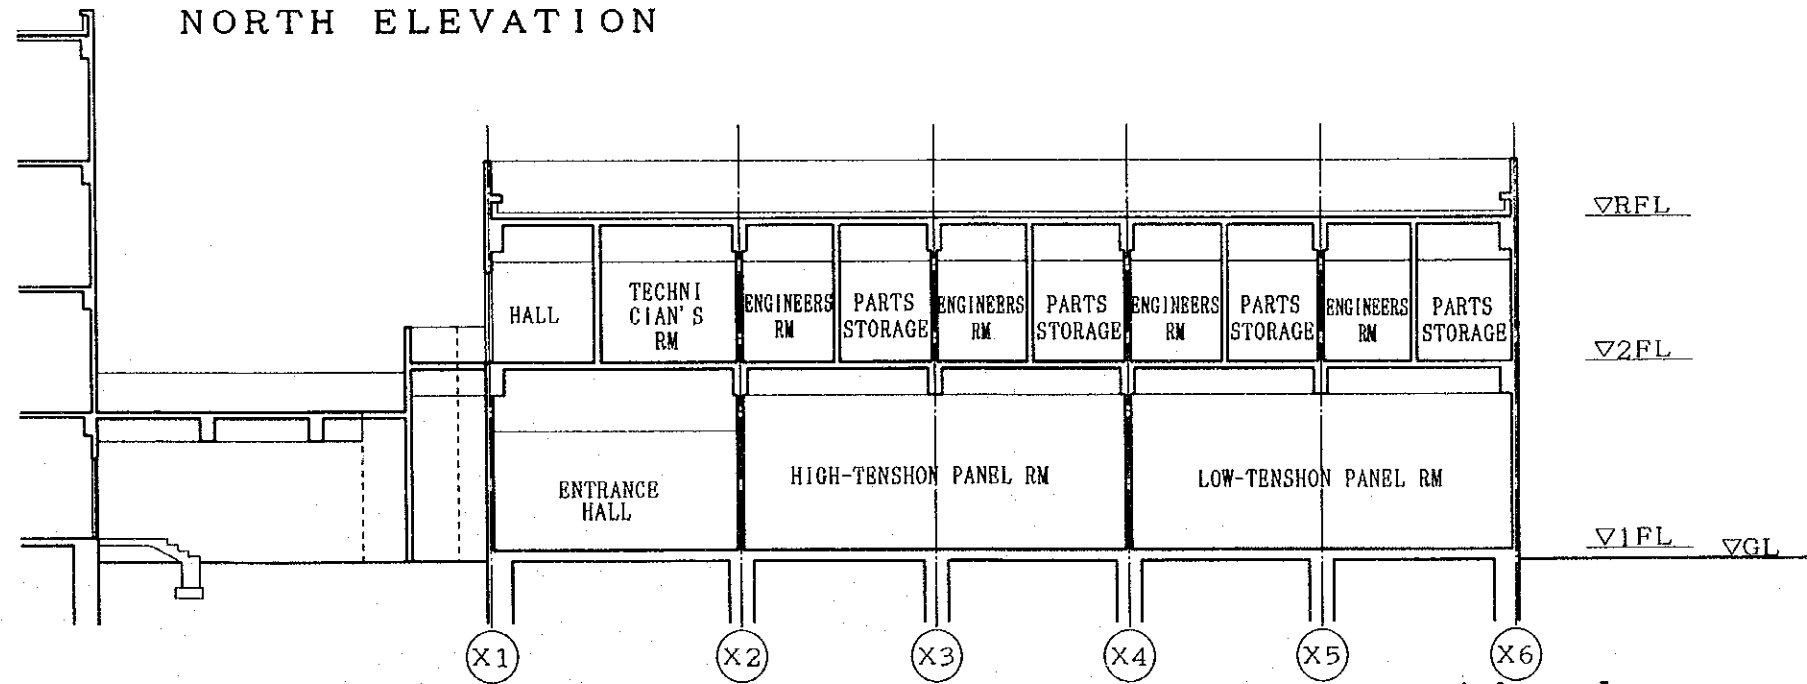 NORTH ELEVATION
▽RFL
HALL
TECHNI
CIAN'S
RM
ENGINEERS
RM
PARTS
STORAGE
ENGINEERS
RM
PARTS
STORAGE
ENGINEERS
RM
PARTS
STORAGE
ENGINEERS
RM
PARTS
STORAGE
▽2FL
ENTRANCE
HALL
HIGH-TENSHON PANEL RM
LOW-TENSHON PANEL RM
▽1FL
▽GL
X1
X2
X3
X4
X5
X6